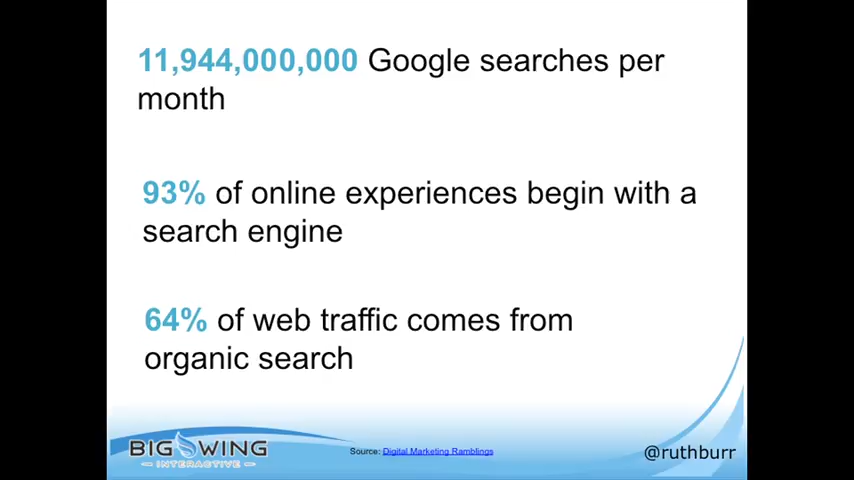 11,944,000,000 Google searches per
month
93% of online experiences begin with a
search engine
64% of web traffic comes from
organic search
BIG WING
INTERACTIVE
Source: Digital Marketing Ramblings
@ruthburr